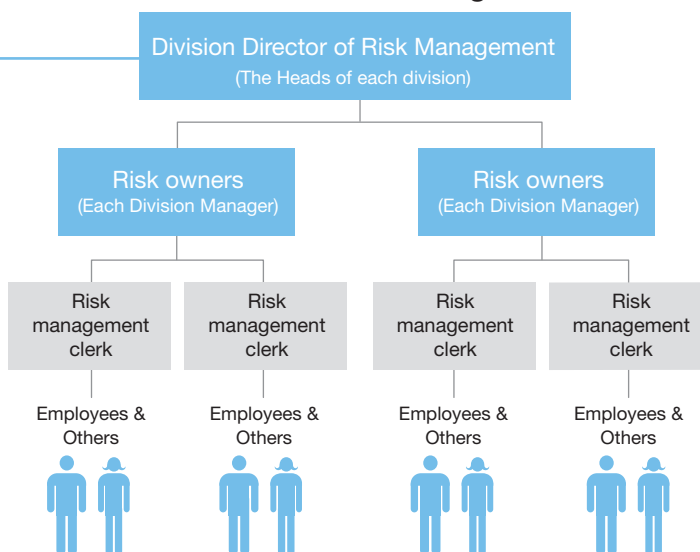 Division Director of Risk Management
(The Heads of each division)
Risk owners
(Each Division Manager)
Risk owners
(Each Division Manager)
Risk
management
clerk
Risk
management
clerk
Risk
management
clerk
Risk
management
clerk
Employees &
Others
Employees &
Others
Employees &
Others
Employees &
Others